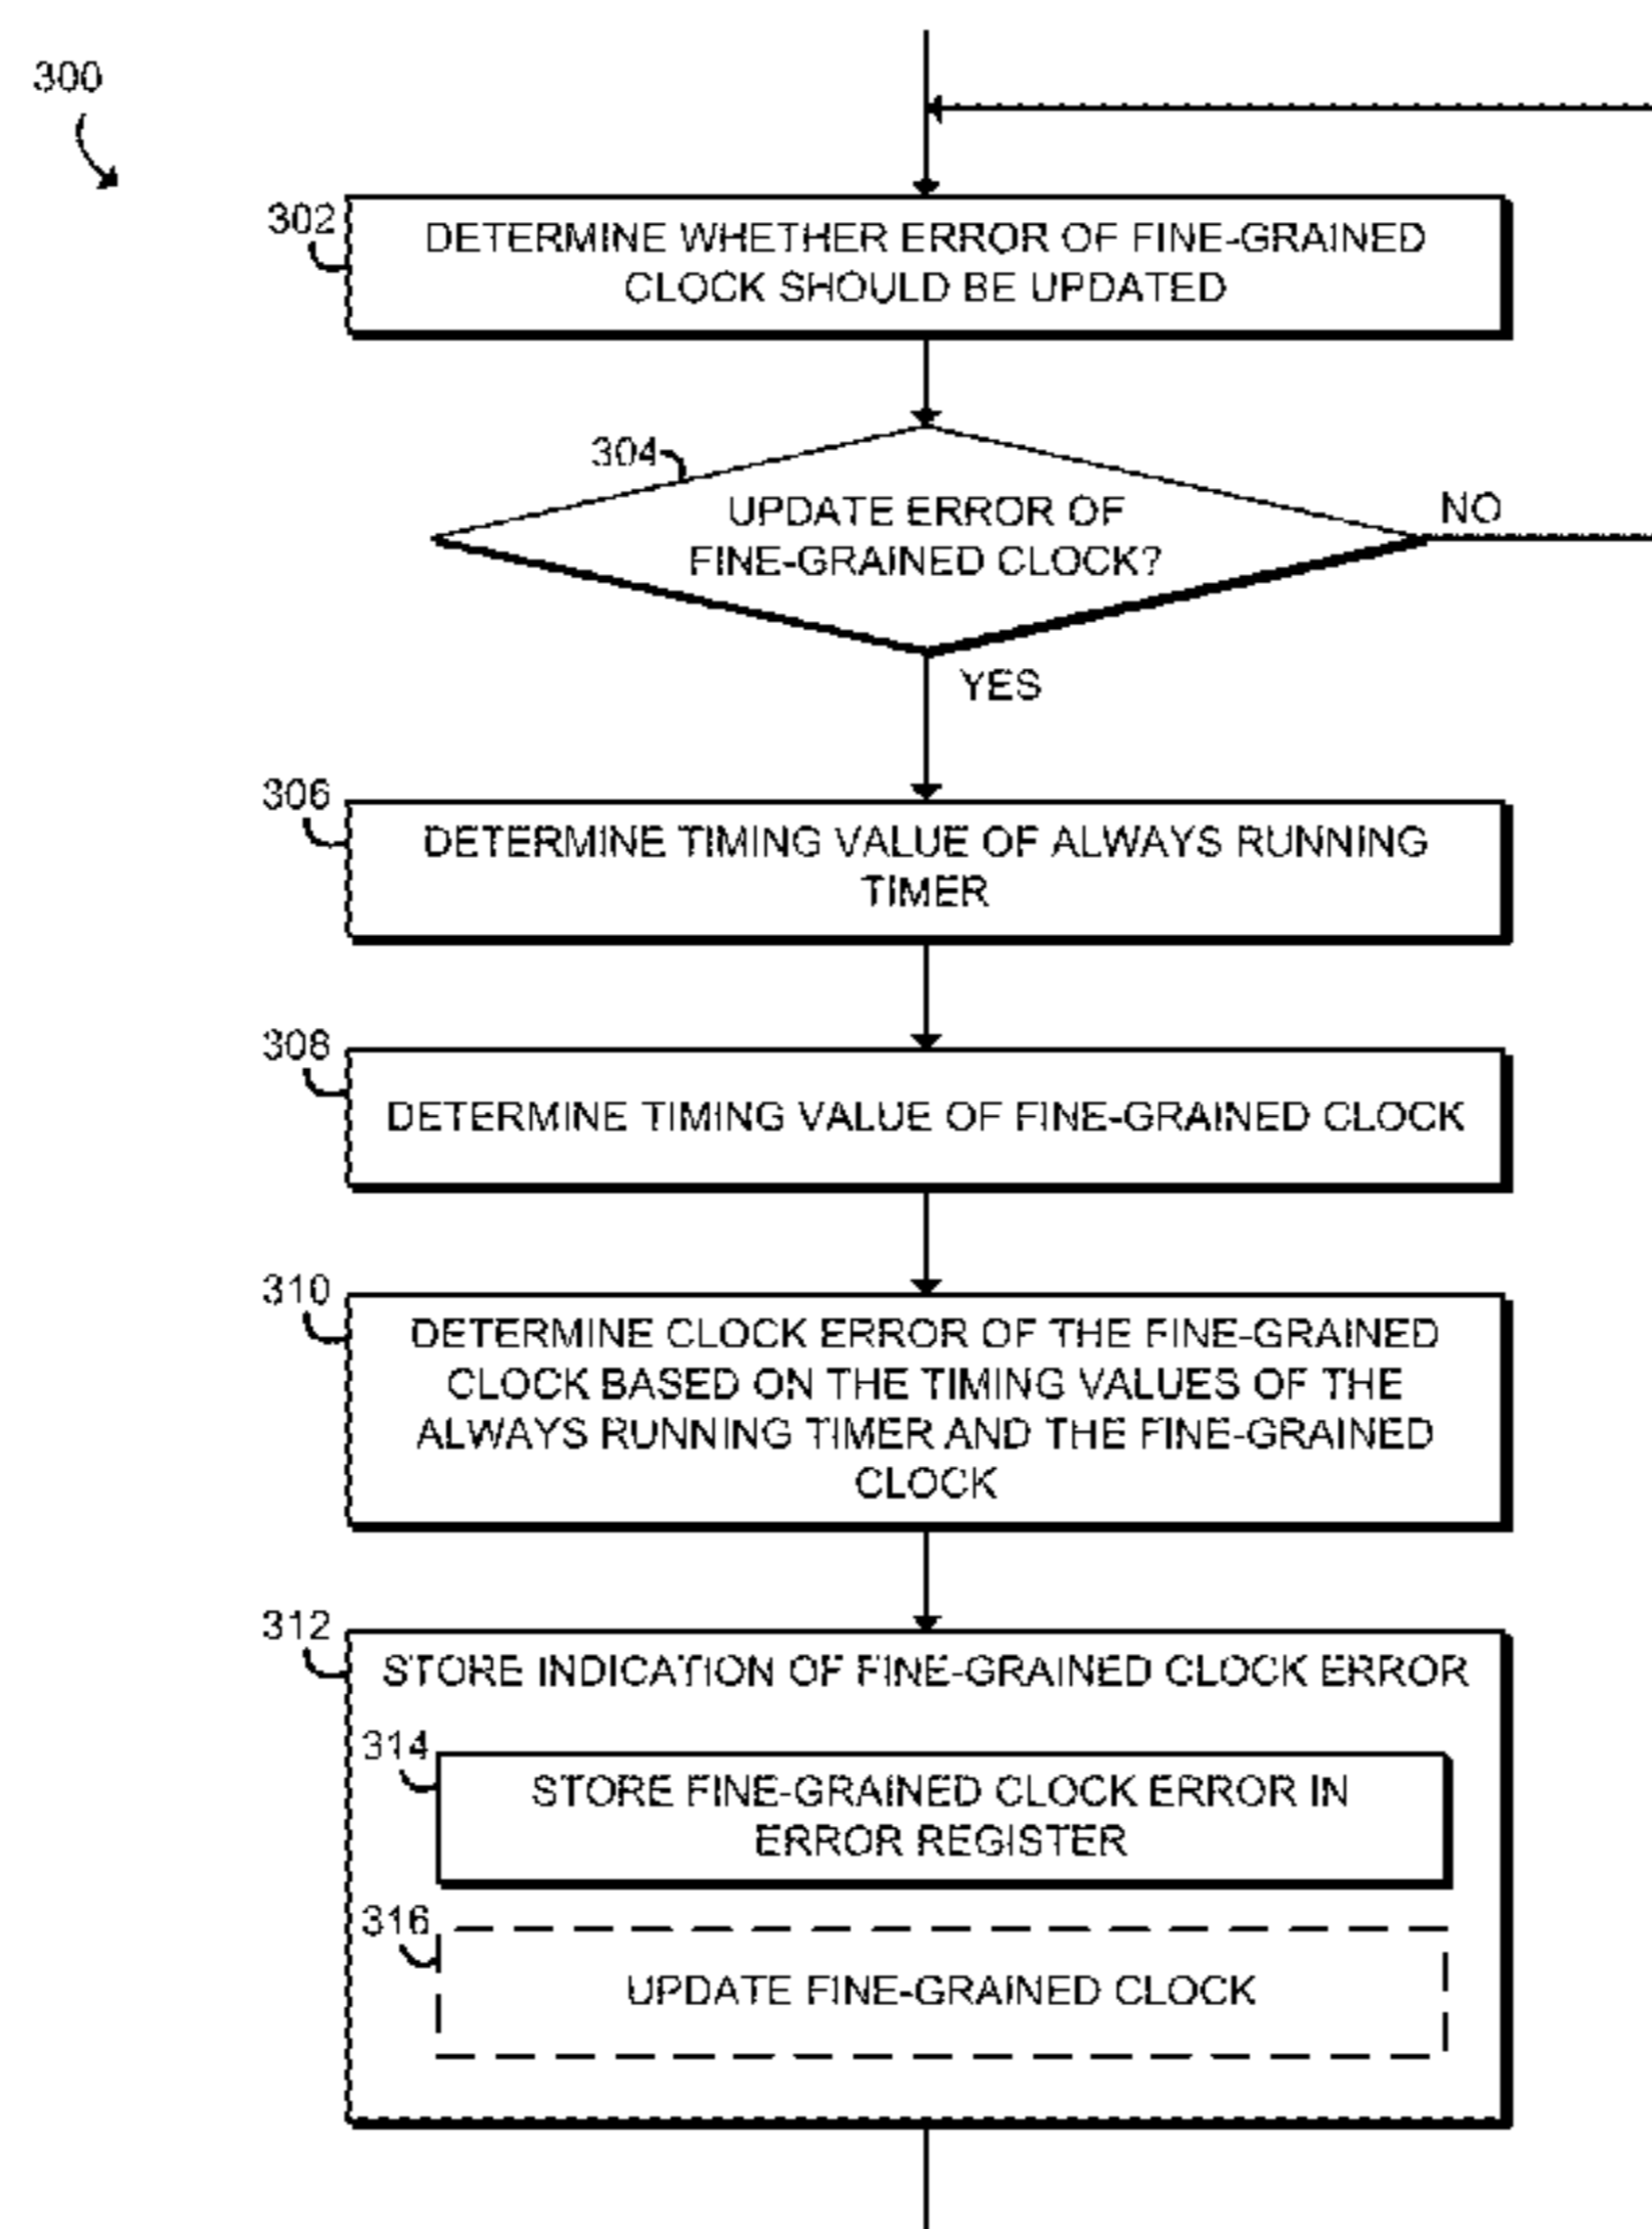 300
302
DETERMINE WHETHER ERROR OF FINE-GRAINED
CLOCK SHOULD BE UPDATED
304
UPDATE ERROR OF
FINE-GRAINED CLOCK?
NO
YES
306
DETERMINE TIMING VALUE OF ALWAYS RUNNING
TIMER
308
DETERMINE TIMING VALUE OF FINE-GRAINED CLOCK
310
DETERMINE CLOCK ERROR OF THE FINE-GRAINED
CLOCK BASED ON THE TIMING VALUES OF THE
ALWAYS RUNNING TIMER AND THE FINE-GRAINED
CLOCK
312
STORE INDICATION OF FINE-GRAINED CLOCK ERROR
314
STORE FINE-GRAINED CLOCK ERROR IN
ERROR REGISTER
316
UPDATE FINE-GRAINED CLOCK